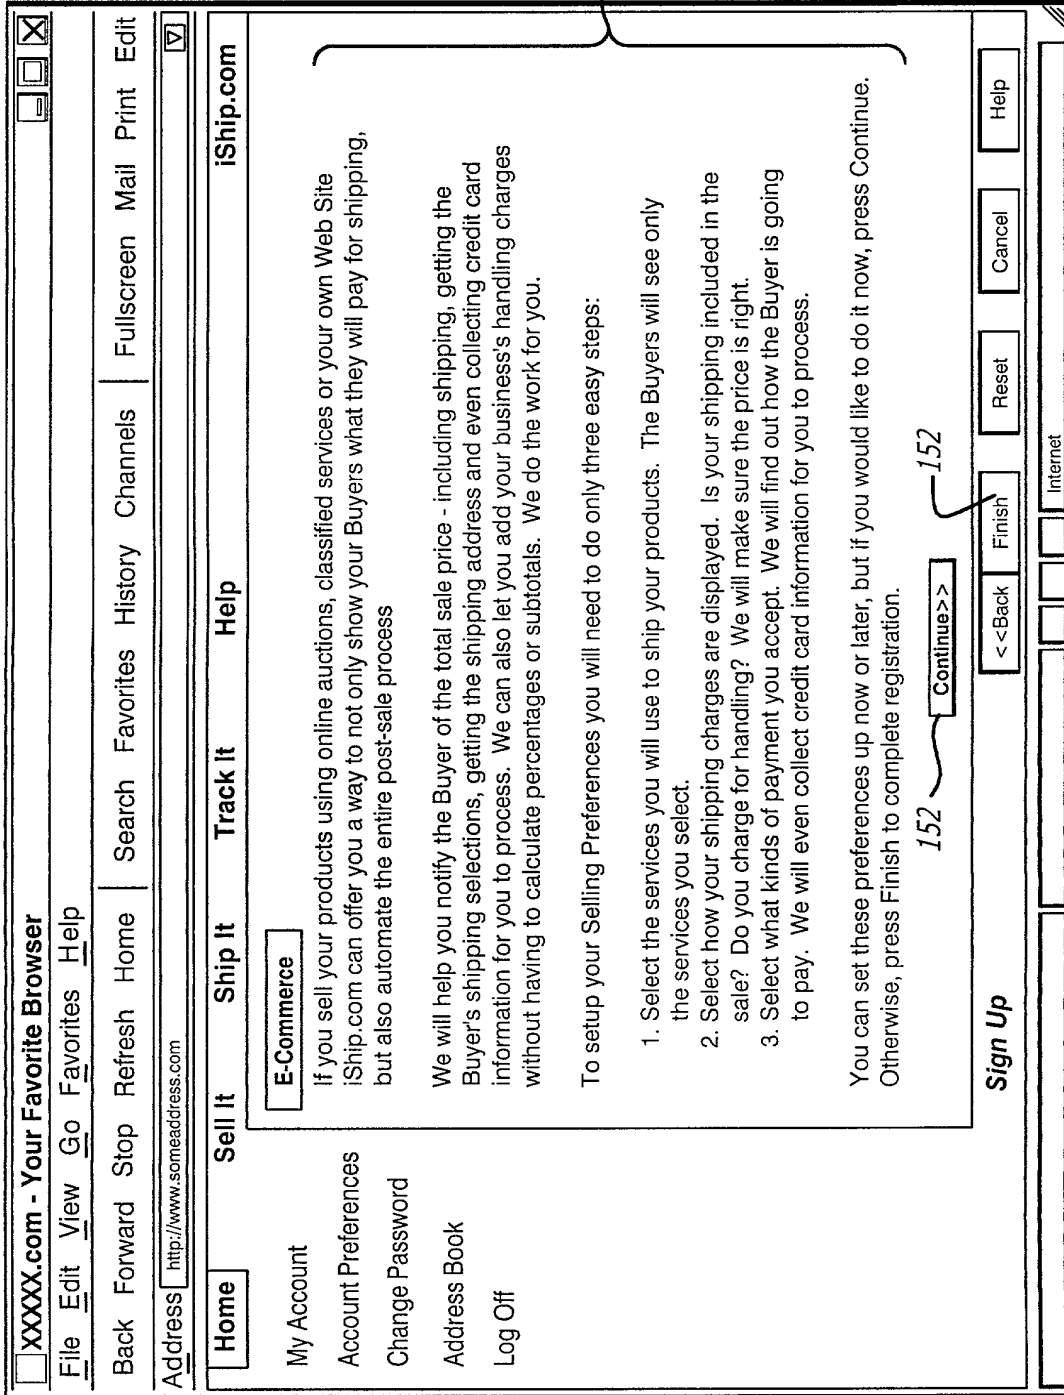 XXXXX.com - Your Favorite Browser
File Edit View Go Favorites Help
Back Forward Stop Refresh Home Search Favorites History Channels Fullscreen Mail Print Edit
Address http://www.someaddress.com
Home Sell It Ship It Track It Help iShip.com
My Account
Account Preferences
Change Password
Address Book
Log Off
E-Commerce
If you sell your products using online auctions, classified services or your own Web Site
iShip.com can offer you a way to not only show your Buyers what they will pay for shipping,
but also automate the entire post-sale process
We will help you notify the Buyer of the total sale price - including shipping, getting the
Buyer's shipping selections, getting the shipping address and even collecting credit card
information for you to process. We can also let you add your business's handling charges
without having to calculate percentages or subtotals. We do the work for you.
To setup your Selling Preferences you will need to do only three easy steps:
1. Select the services you will use to ship your products. The Buyers will see only
the services you select.
2. Select how your shipping charges are displayed. Is your shipping included in the
sale? Do you charge for handling? We will make sure the price is right.
3. Select what kinds of payment you accept. We will find out how the Buyer is going
to pay. We will even collect credit card information for you to process.
You can set these preferences up now or later, but if you would like to do it now, press Continue.
Otherwise, press Finish to complete registration.
152 Continue>> 152
Sign Up <<Back Finish Reset Cancel Help
Internet